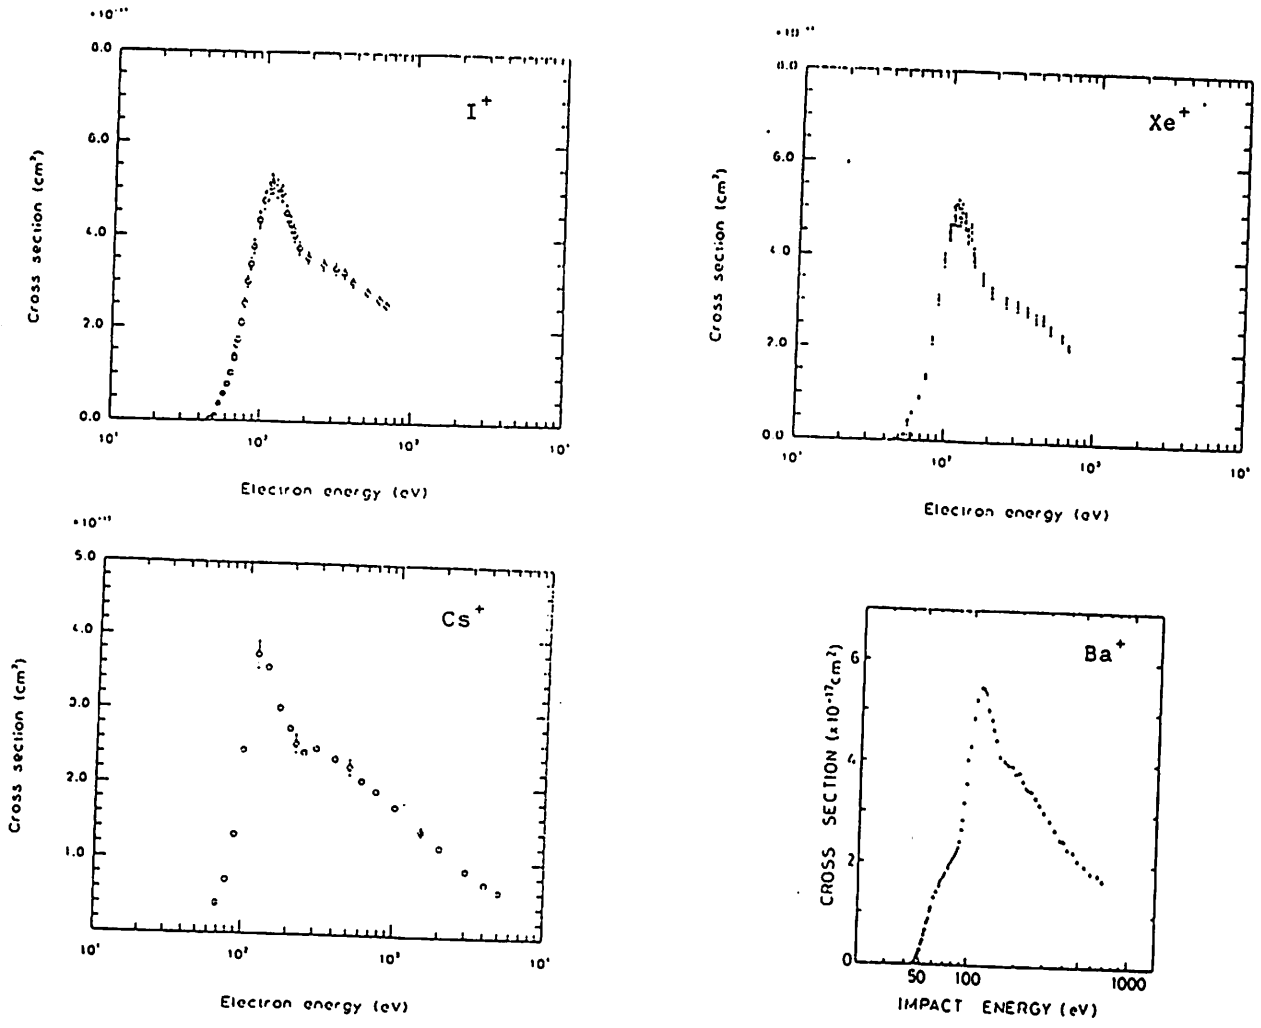 8.0
I⁺
6.0
4.0
2.0
0.0
Cross section (cm²)
10¹ 10² 10³ 10⁴
Electron energy (eV)
8.0
Xe⁺
6.0
4.0
2.0
0.0
Cross section (cm²)
10¹ 10² 10³ 10⁴
Electron energy (eV)
5.0
Cs⁺
4.0
3.0
2.0
1.0
Cross section (cm²)
10¹ 10² 10³ 10⁴
Electron energy (eV)
Ba⁺
6
4
2
0
CROSS SECTION (x10⁻¹⁷cm²)
50 100 1000
IMPACT ENERGY (eV)